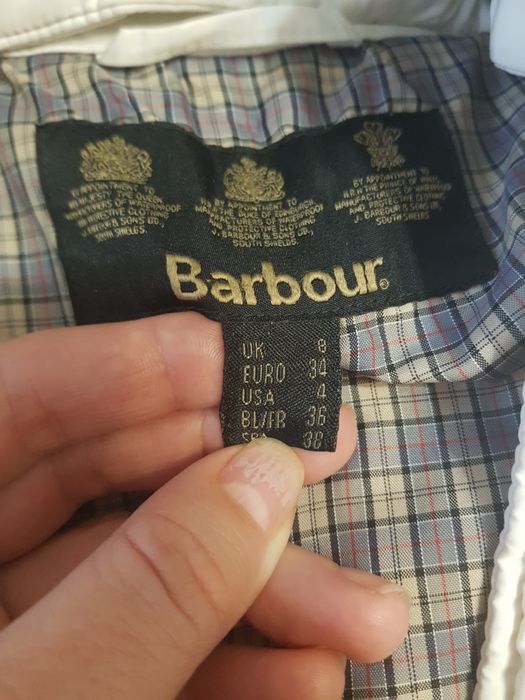 BY APPOINTMENT TO
HER MAJESTY THE QUEEN
MANUFACTURERS OF WATERPROOF
AND PROTECTIVE CLOTHING
J. BARBOUR & SONS LTD.
SOUTH SHIELDS.
BY APPOINTMENT TO
H.R.H. THE DUKE OF EDINBURGH
MANUFACTURERS OF WATERPROOF
AND PROTECTIVE CLOTHING
J. BARBOUR & SONS LTD.
SOUTH SHIELDS.
BY APPOINTMENT TO
H.R.H. THE PRINCE OF WALES
MANUFACTURERS OF WATERPROOF
AND PROTECTIVE CLOTHING
J. BARBOUR & SONS LTD.
SOUTH SHIELDS
Barbour®
UK 8
EURO 34
USA 4
BL/FR 36
SPA 38